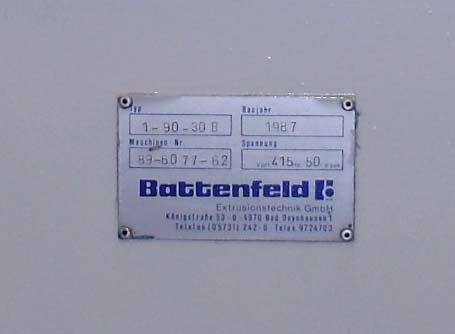 Typ Baujahr
1-90-30 B 1987
Maschinen-Nr. Spannung
89-60 77-62 Volt 415 Hz 50
Battenfeld
Extrusionstechnik GmbH
Königstraße 53 · D - 4970 Bad Oeynhausen 1
Telefon (05731) 242-0 · Telex 9724703